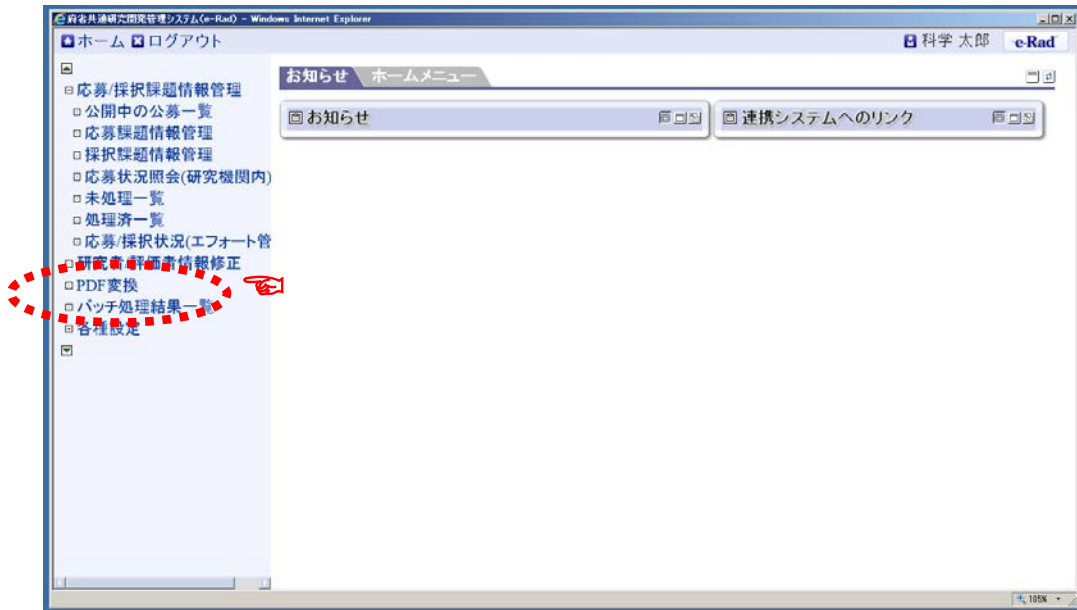 府省共通研究開発管理システム(e-Rad) - Windows Internet Explorer
ホーム ログアウト
科学 太郎 e-Rad
応募/採択課題情報管理
公開中の公募一覧
応募課題情報管理
採択課題情報管理
応募状況照会(研究機関内)
未処理一覧
処理済一覧
応募/採択状況(エフォート管
研究者/評価者情報修正
PDF変換
バッチ処理結果一覧
各種設定
お知らせ ホームメニュー
お知らせ
連携システムへのリンク
105%